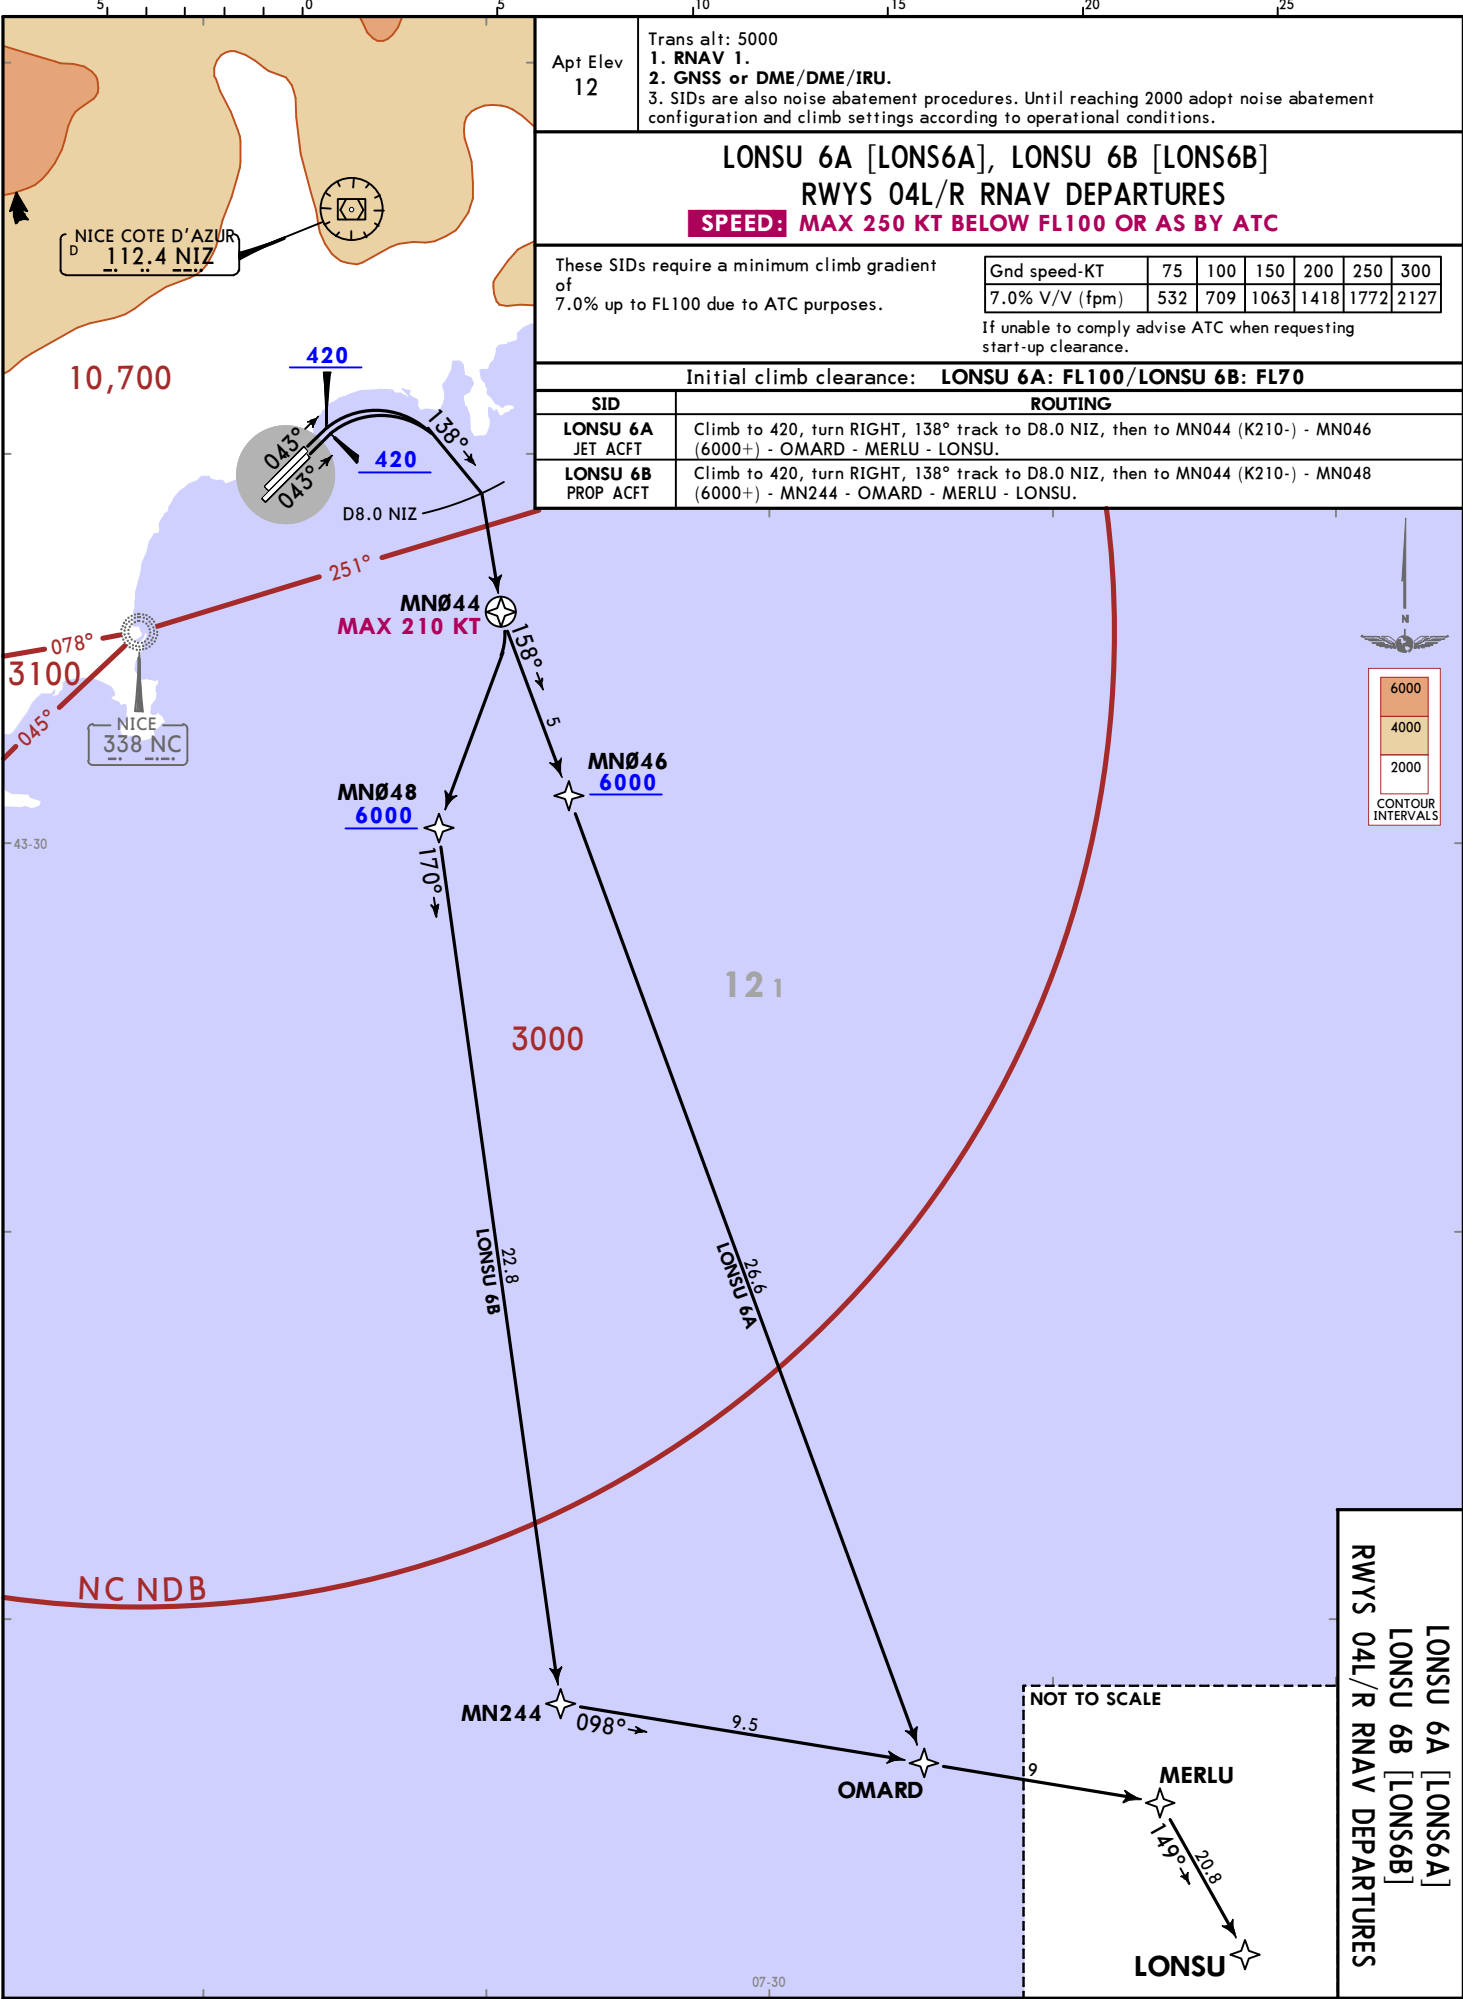 5 0 5 10 15 20 25
Apt Elev
12
Trans alt: 5000
1. RNAV 1.
2. GNSS or DME/DME/IRU.
3. SIDs are also noise abatement procedures. Until reaching 2000 adopt noise abatement
configuration and climb settings according to operational conditions.
LONSU 6A [LONS6A], LONSU 6B [LONS6B]
RWYS 04L/R RNAV DEPARTURES
SPEED: MAX 250 KT BELOW FL100 OR AS BY ATC
These SIDs require a minimum climb gradient
of
7.0% up to FL100 due to ATC purposes.
Gnd speed-KT 75 100 150 200 250 300
7.0% V/V (fpm) 532 709 1063 1418 1772 2127
If unable to comply advise ATC when requesting
start-up clearance.
Initial climb clearance: LONSU 6A: FL100/LONSU 6B: FL70
SID ROUTING
LONSU 6A
JET ACFT
Climb to 420, turn RIGHT, 138° track to D8.0 NIZ, then to MN044 (K210-) - MN046
(6000+) - OMARD - MERLU - LONSU.
LONSU 6B
PROP ACFT
Climb to 420, turn RIGHT, 138° track to D8.0 NIZ, then to MN044 (K210-) - MN048
(6000+) - MN244 - OMARD - MERLU - LONSU.
NICE COTE D'AZUR
D 112.4 NIZ
10,700
420
043°
043°
420
138°
D8.0 NIZ
251°
078°
3100
045°
NICE
338 NC
MNØ44
MAX 210 KT
158°
5
MNØ46
6000
MNØ48
6000
170°
N
6000
4000
2000
CONTOUR
INTERVALS
43-30
12 1
3000
22.8
LONSU 6B
26.6
LONSU 6A
NC NDB
MN244
098°
9.5
OMARD
9
NOT TO SCALE
MERLU
149°
20.8
LONSU
07-30
LONSU 6A [LONS6A]
LONSU 6B [LONS6B]
RWYS 04L/R RNAV DEPARTURES